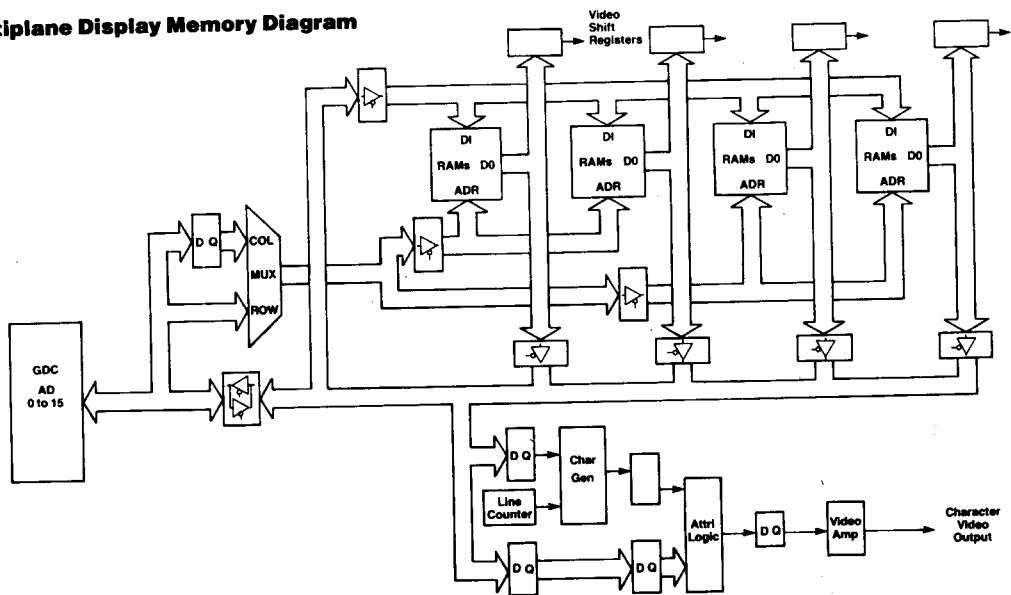 tiplane Display Memory Diagram
Video
Shift
Registers
DI
RAMs D0
ADR
DI
RAMs D0
ADR
DI
RAMs D0
ADR
DI
RAMs D0
ADR
D Q
COL
MUX
ROW
GDC
AD
0 to 15
D Q
Char
Gen
Line
Counter
Attri
Logic
D Q
Video
Amp
Character
Video
Output
D Q
D Q